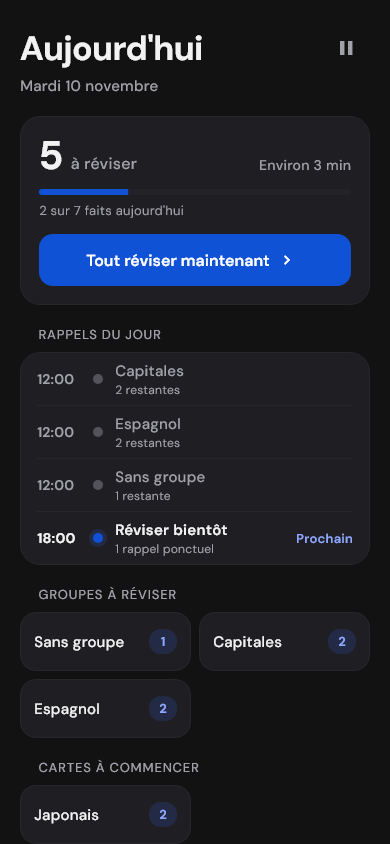 Aujourd'hui
Mardi 10 novembre
5 à réviser
Environ 3 min
2 sur 7 faits aujourd'hui
Tout réviser maintenant
RAPPELS DU JOUR
12:00 Capitales
2 restantes
12:00 Espagnol
2 restantes
12:00 Sans groupe
1 restante
18:00 Réviser bientôt Prochain
1 rappel ponctuel
GROUPES À RÉVISER
Sans groupe 1
Capitales 2
Espagnol 2
CARTES À COMMENCER
Japonais 2